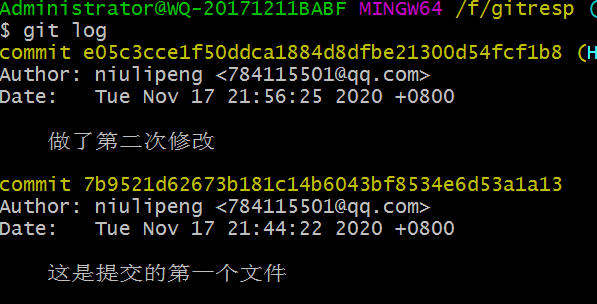 Administrator@WQ-20171211BABF MINGW64 /f/gitresp (
$ git log
commit e05c3cce1f50ddca1884d8dfbe21300d54fcf1b8 (H
Author: niulipeng <784115501@qq.com>
Date:   Tue Nov 17 21:56:25 2020 +0800
做了第二次修改
commit 7b9521d62673b181c14b6043bf8534e6d53a1a13
Author: niulipeng <784115501@qq.com>
Date:   Tue Nov 17 21:44:22 2020 +0800
这是提交的第一个文件